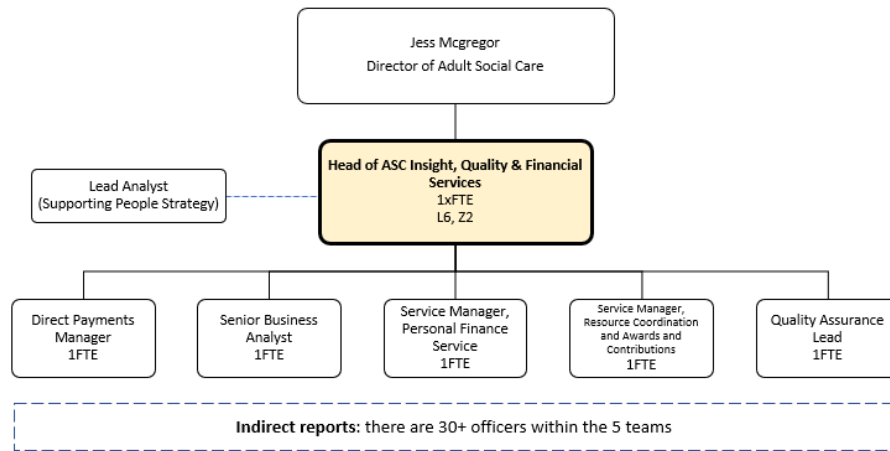 Jess Mcgregor
Director of Adult Social Care
Head of ASC Insight, Quality & Financial
Services
1xFTE
L6, Z2
Lead Analyst
(Supporting People Strategy)
Direct Payments
Manager
1FTE
Senior Business
Analyst
1FTE
Service Manager,
Personal Finance
Service
1FTE
Service Manager,
Resource Coordination
and Awards and
Contributions
1FTE
Quality Assurance
Lead
1FTE
Indirect reports: there are 30+ officers within the 5 teams